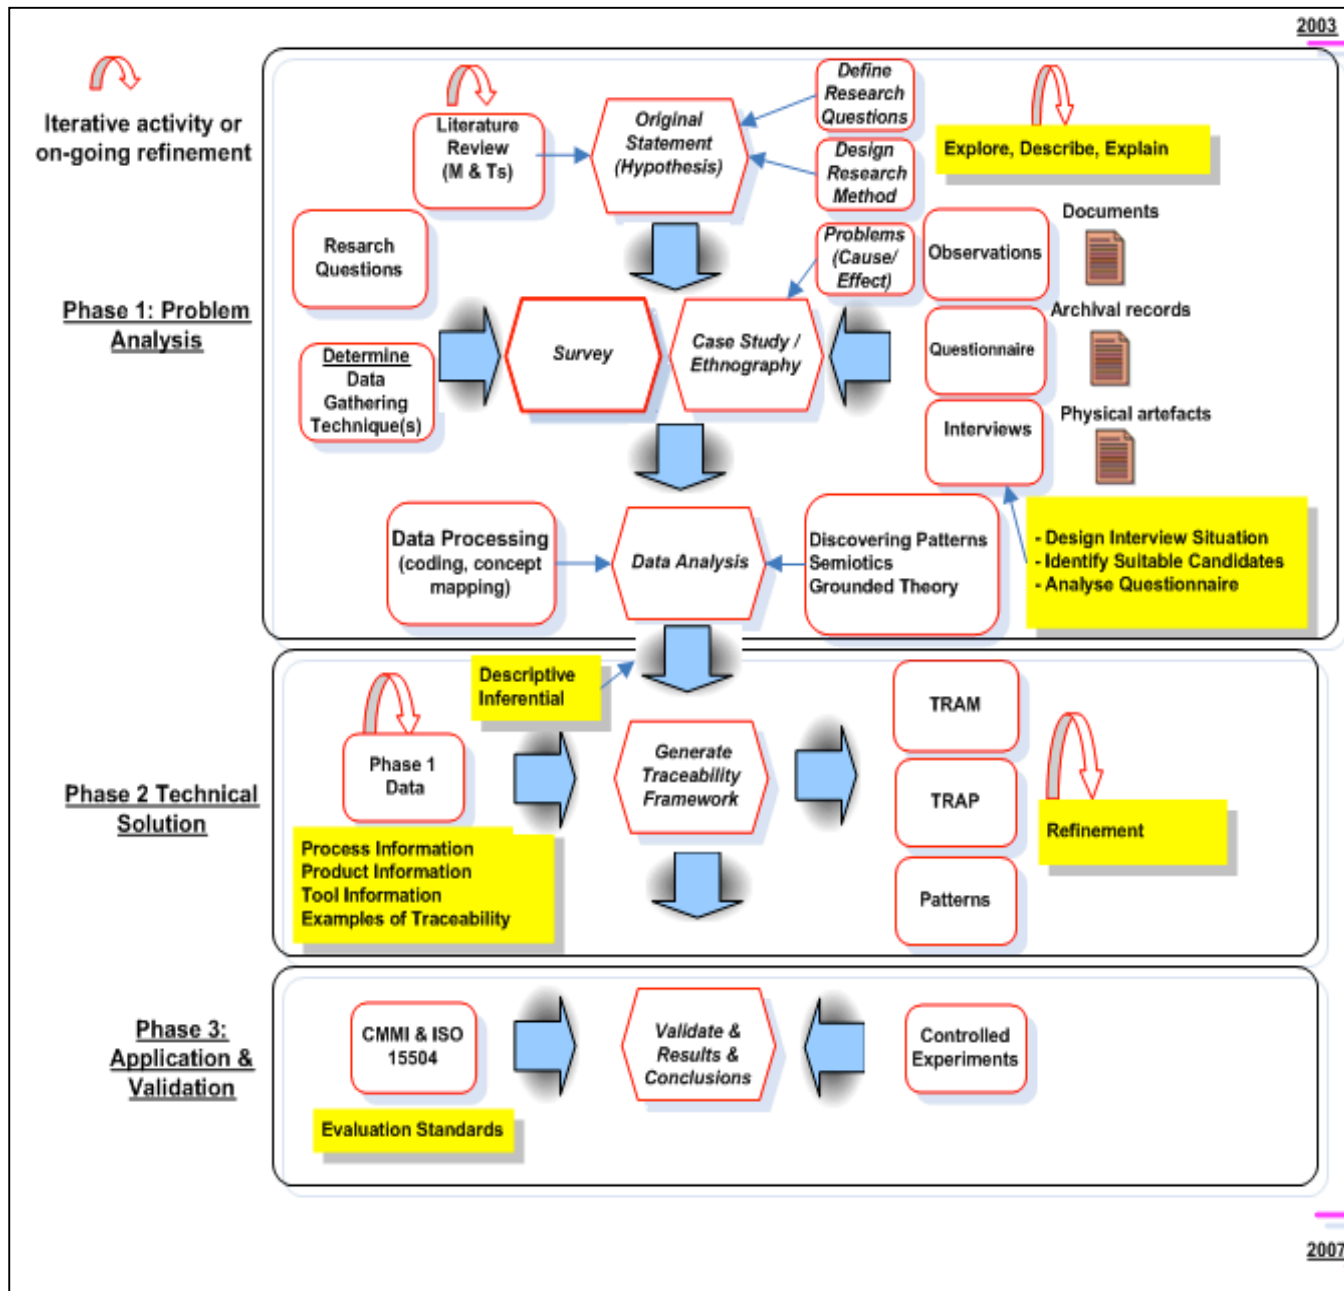 2003
Iterative activity or
on-going refinement
Literature
Review
(M & Ts)
Original
Statement
(Hypothesis)
Define
Research
Questions
Design
Research
Method
Explore, Describe, Explain
Phase 1: Problem
Analysis
Resarch
Questions
Determine
Data
Gathering
Technique(s)
Survey
Case Study /
Ethnography
Problems
(Cause/
Effect)
Observations
Questionnaire
Interviews
Documents
Archival records
Physical artefacts
- Design Interview Situation
- Identify Suitable Candidates
- Analyse Questionnaire
Data Processing
(coding, concept
mapping)
Data Analysis
Discovering Patterns
Semiotics
Grounded Theory
Phase 2 Technical
Solution
Descriptive
Inferential
Phase 1
Data
Process Information
Product Information
Tool Information
Examples of Traceability
Generate
Traceability
Framework
TRAM
TRAP
Patterns
Refinement
Phase 3:
Application &
Validation
CMMI & ISO
15504
Evaluation Standards
Validate &
Results &
Conclusions
Controlled
Experiments
2007